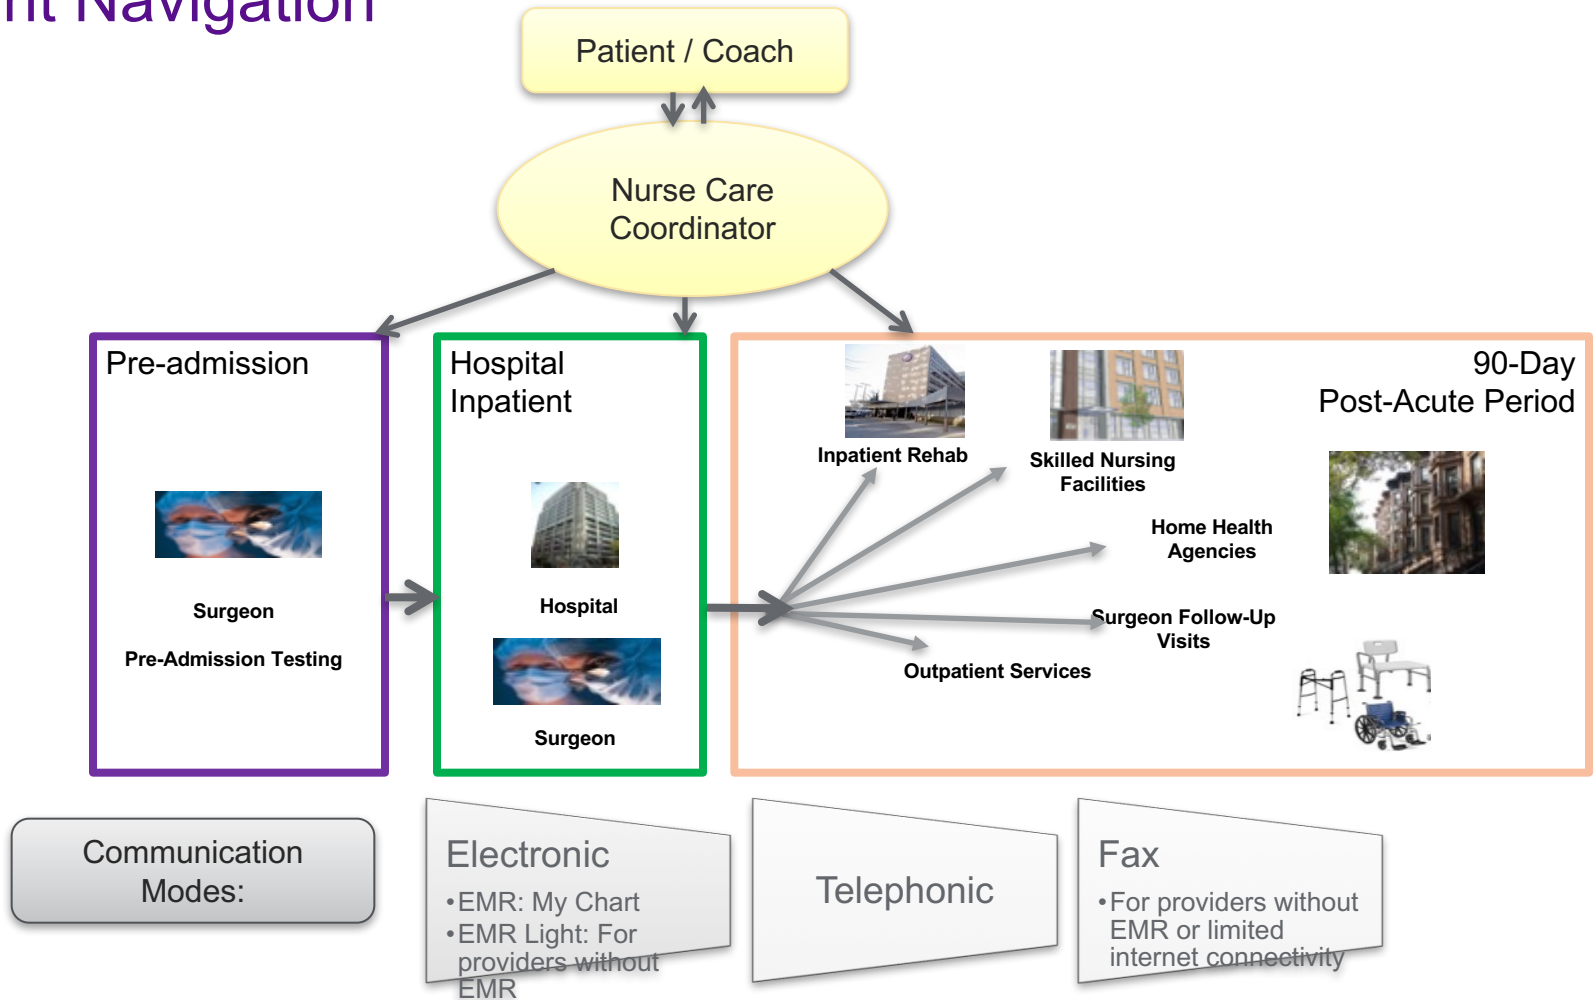 nt Navigation
Patient / Coach
Nurse Care
Coordinator
Pre-admission
Surgeon
Pre-Admission Testing
Hospital
Inpatient
Hospital
Surgeon
90-Day
Post-Acute Period
Inpatient Rehab
Skilled Nursing
Facilities
Home Health
Agencies
Surgeon Follow-Up
Visits
Outpatient Services
Communication
Modes:
Electronic
•EMR: My Chart
•EMR Light: For
providers without
EMR
Telephonic
Fax
•For providers without
EMR or limited
internet connectivity